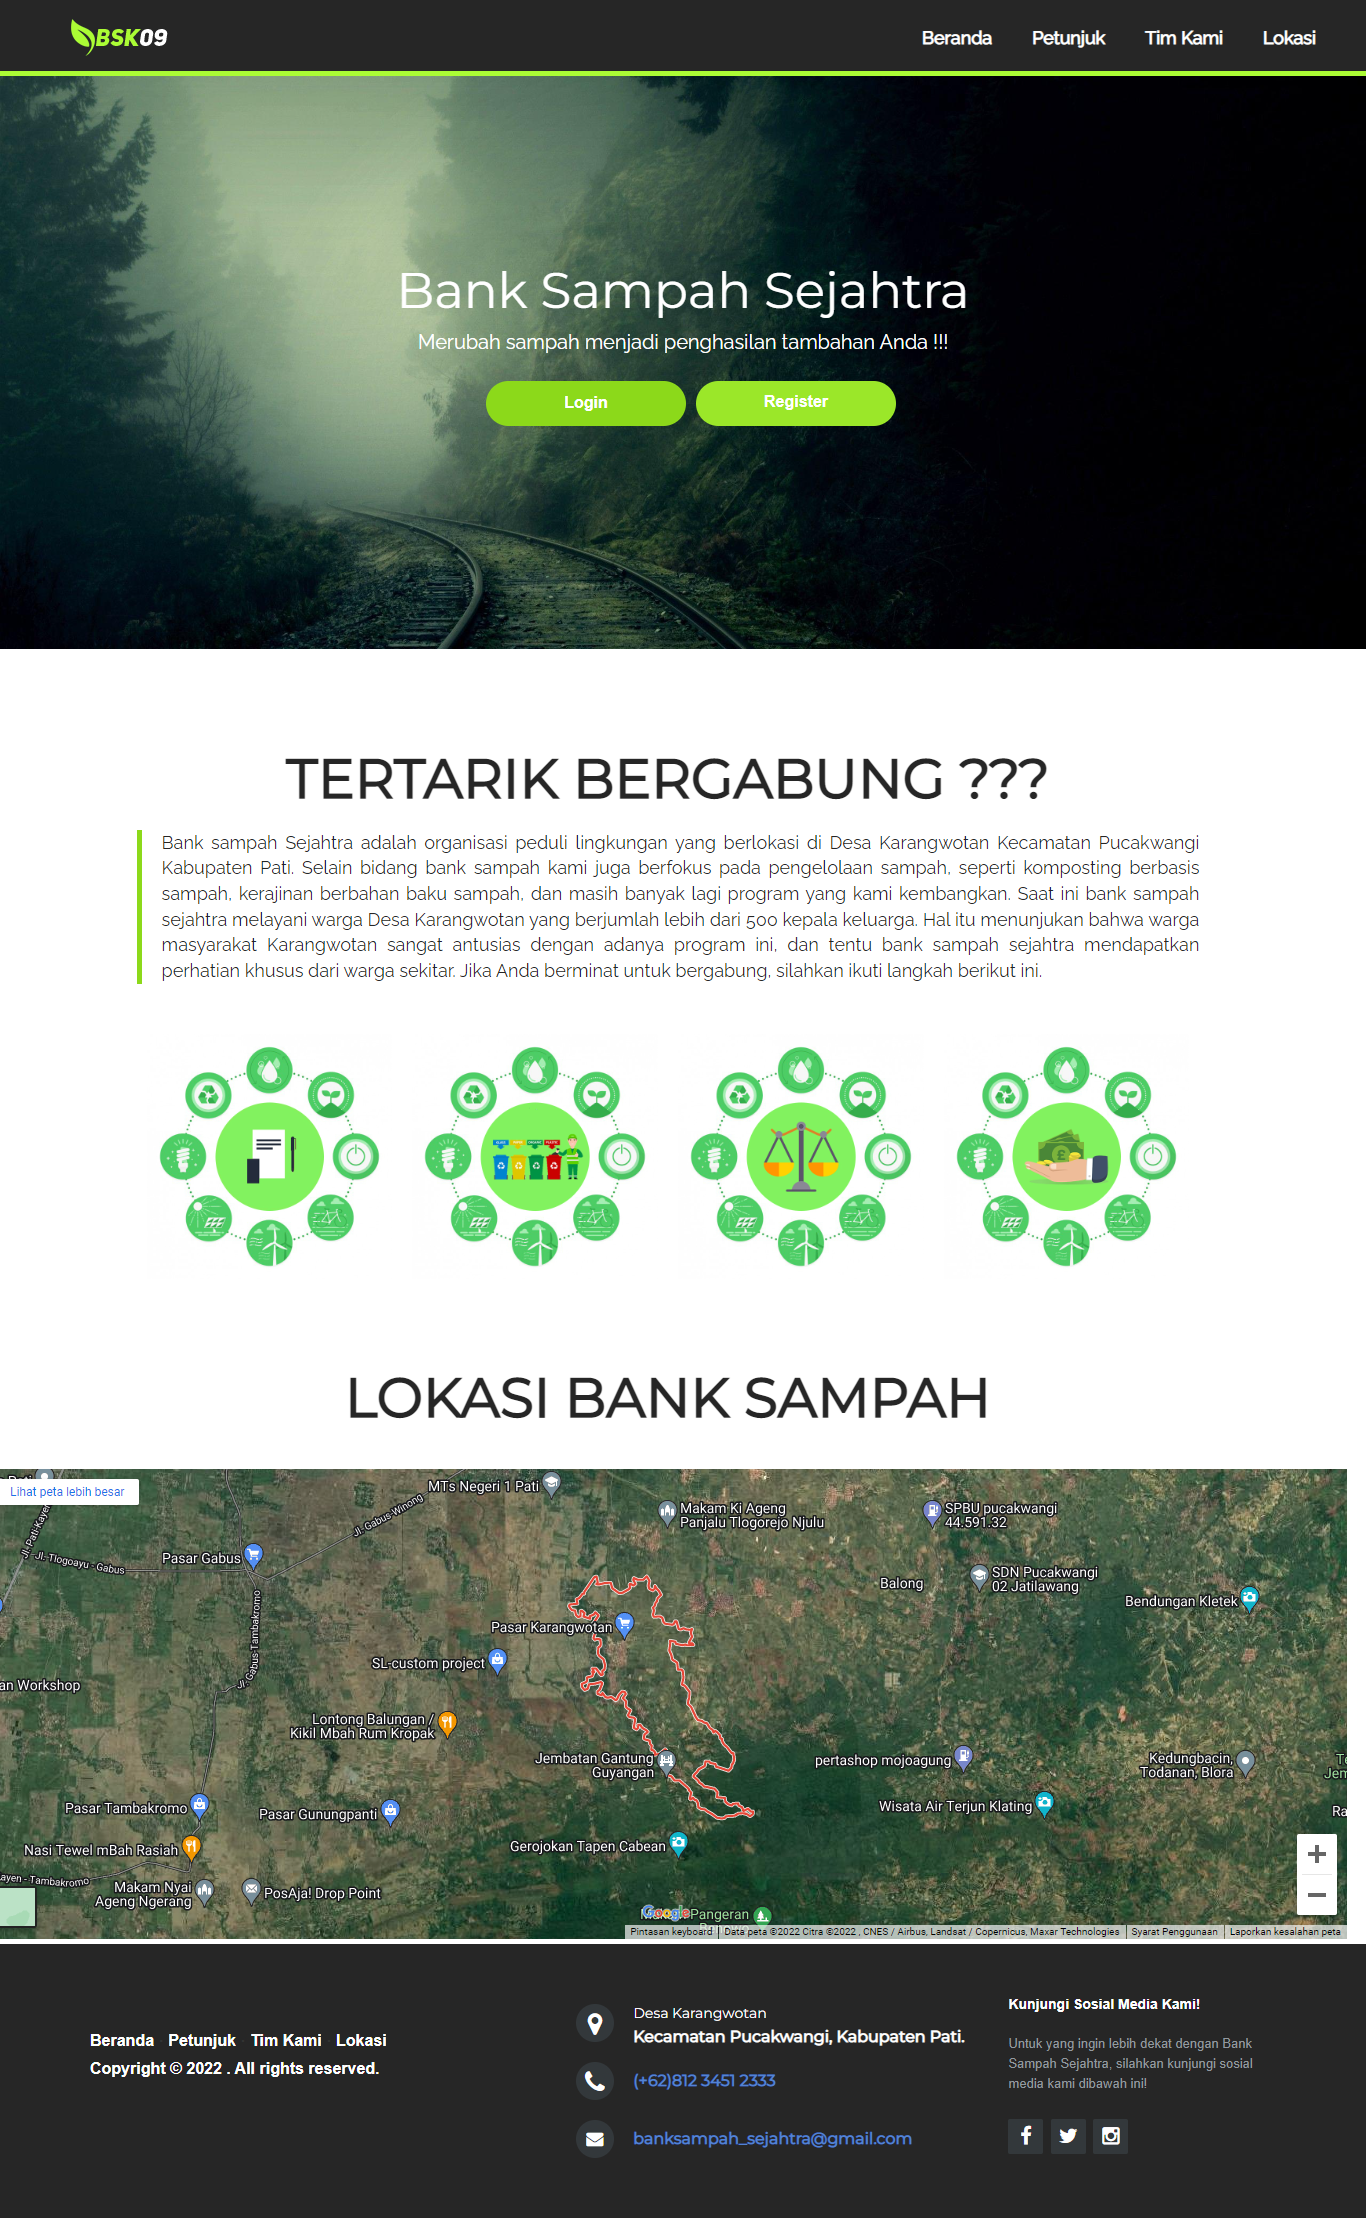 BSK09
Beranda Petunjuk Tim Kami Lokasi
Bank Sampah Sejahtra
Merubah sampah menjadi penghasilan tambahan Anda !!!
Login Register
TERTARIK BERGABUNG ???
Bank sampah Sejahtra adalah organisasi peduli lingkungan yang berlokasi di Desa Karangwotan Kecamatan Pucakwangi
Kabupaten Pati. Selain bidang bank sampah kami juga berfokus pada pengelolaan sampah, seperti komposting berbasis
sampah, kerajinan berbahan baku sampah, dan masih banyak lagi program yang kami kembangkan. Saat ini bank sampah
sejahtra melayani warga Desa Karangwotan yang berjumlah lebih dari 500 kepala keluarga. Hal itu menunjukan bahwa warga
masyarakat Karangwotan sangat antusias dengan adanya program ini, dan tentu bank sampah sejahtra mendapatkan
perhatian khusus dari warga sekitar. Jika Anda berminat untuk bergabung, silahkan ikuti langkah berikut ini.
LOKASI BANK SAMPAH
Lihat peta lebih besar
MTs Negeri 1 Pati
Jl. Gabus-Winong
Makam Ki Ageng
Panjalu Tlogorejo Njulu
SPBU pucakwangi
44.591.32
Jl. Pati-Kayen
Jl. Tlogoayu - Gabus
Pasar Gabus
Jl. Gabus-Tambakromo
Balong
SDN Pucakwangi
02 Jatilawang
Bendungan Kletek
Pasar Karangwotan
SL-custom project
an Workshop
Lontong Balungan /
Kikil Mbah Rum Kropak
Jembatan Gantung
Guyangan
pertashop mojoagung
Kedungbacin,
Todanan, Blora
Te
Jem
Pasar Tambakromo
Pasar Gunungpanti
Wisata Air Terjun Klating
Ra
Nasi Tewel mBah Rasiah
Gerojokan Tapen Cabean
ayen - Tambakromo
Makam Nyai
Ageng Ngerang
PosAja! Drop Point
Google
Pangeran
Pintasan keyboard Data peta ©2022 Citra ©2022 , CNES / Airbus, Landsat / Copernicus, Maxar Technologies Syarat Penggunaan Laporkan kesalahan peta
Beranda Petunjuk Tim Kami Lokasi
Copyright © 2022 . All rights reserved.
Desa Karangwotan
Kecamatan Pucakwangi, Kabupaten Pati.
(+62)812 3451 2333
banksampah_sejahtra@gmail.com
Kunjungi Sosial Media Kami!
Untuk yang ingin lebih dekat dengan Bank
Sampah Sejahtra, silahkan kunjungi sosial
media kami dibawah ini!